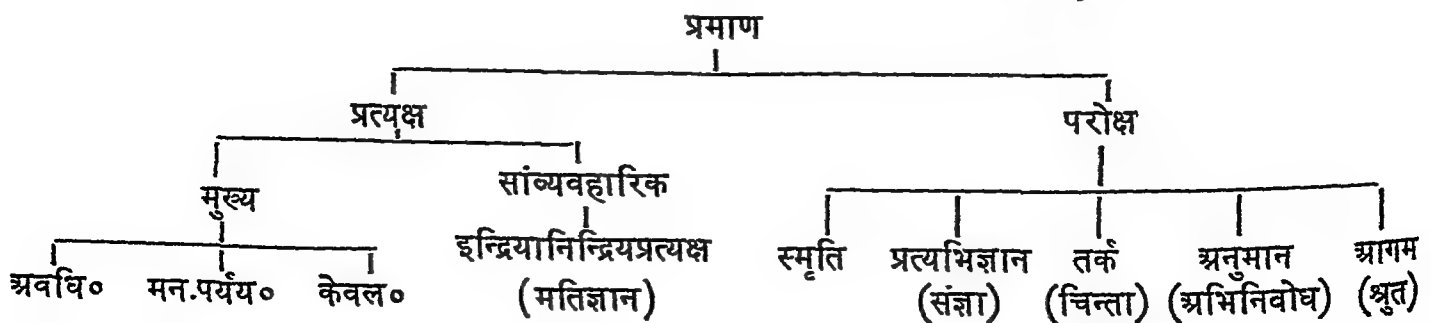 प्रमाण
प्रत्यक्ष परोक्ष
मुख्य सांव्यवहारिक
अवधि० मन.पर्यय० केवल० इन्द्रियानिन्द्रियप्रत्यक्ष स्मृति प्रत्यभिज्ञान तर्क अनुमान आगम
(मतिज्ञान) (संज्ञा) (चिन्ता) (अभिनिवोध) (श्रुत)